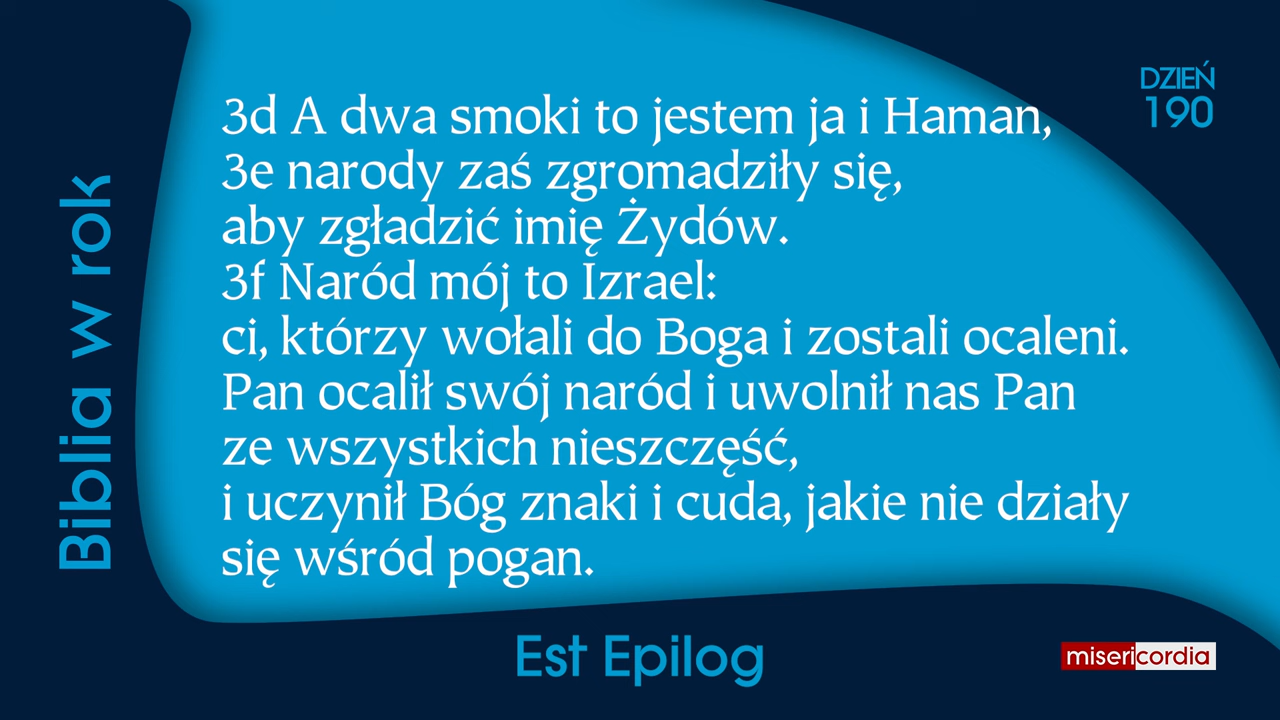 DZIEŃ
190
3d A dwa smoki to jestem ja i Haman,
3e narody zaś zgromadziły się,
aby zgładzić imię Żydów.
3f Naród mój to Izrael:
ci, którzy wołali do Boga i zostali ocaleni.
Pan ocalił swój naród i uwolnił nas Pan
ze wszystkich nieszczęść,
i uczynił Bóg znaki i cuda, jakie nie działy
się wśród pogan.
Biblia w rok
Est Epilog
misericordia